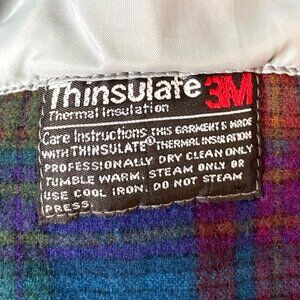 Thinsulate 3M
Thermal Insulation
Care Instructions: THIS GARMENT IS MADE
WITH THINSULATE® THERMAL INSULATION
PROFESSIONALLY DRY CLEAN ONLY
TUMBLE WARM. STEAM ONLY OR
USE COOL IRON. DO NOT STEAM
PRESS.